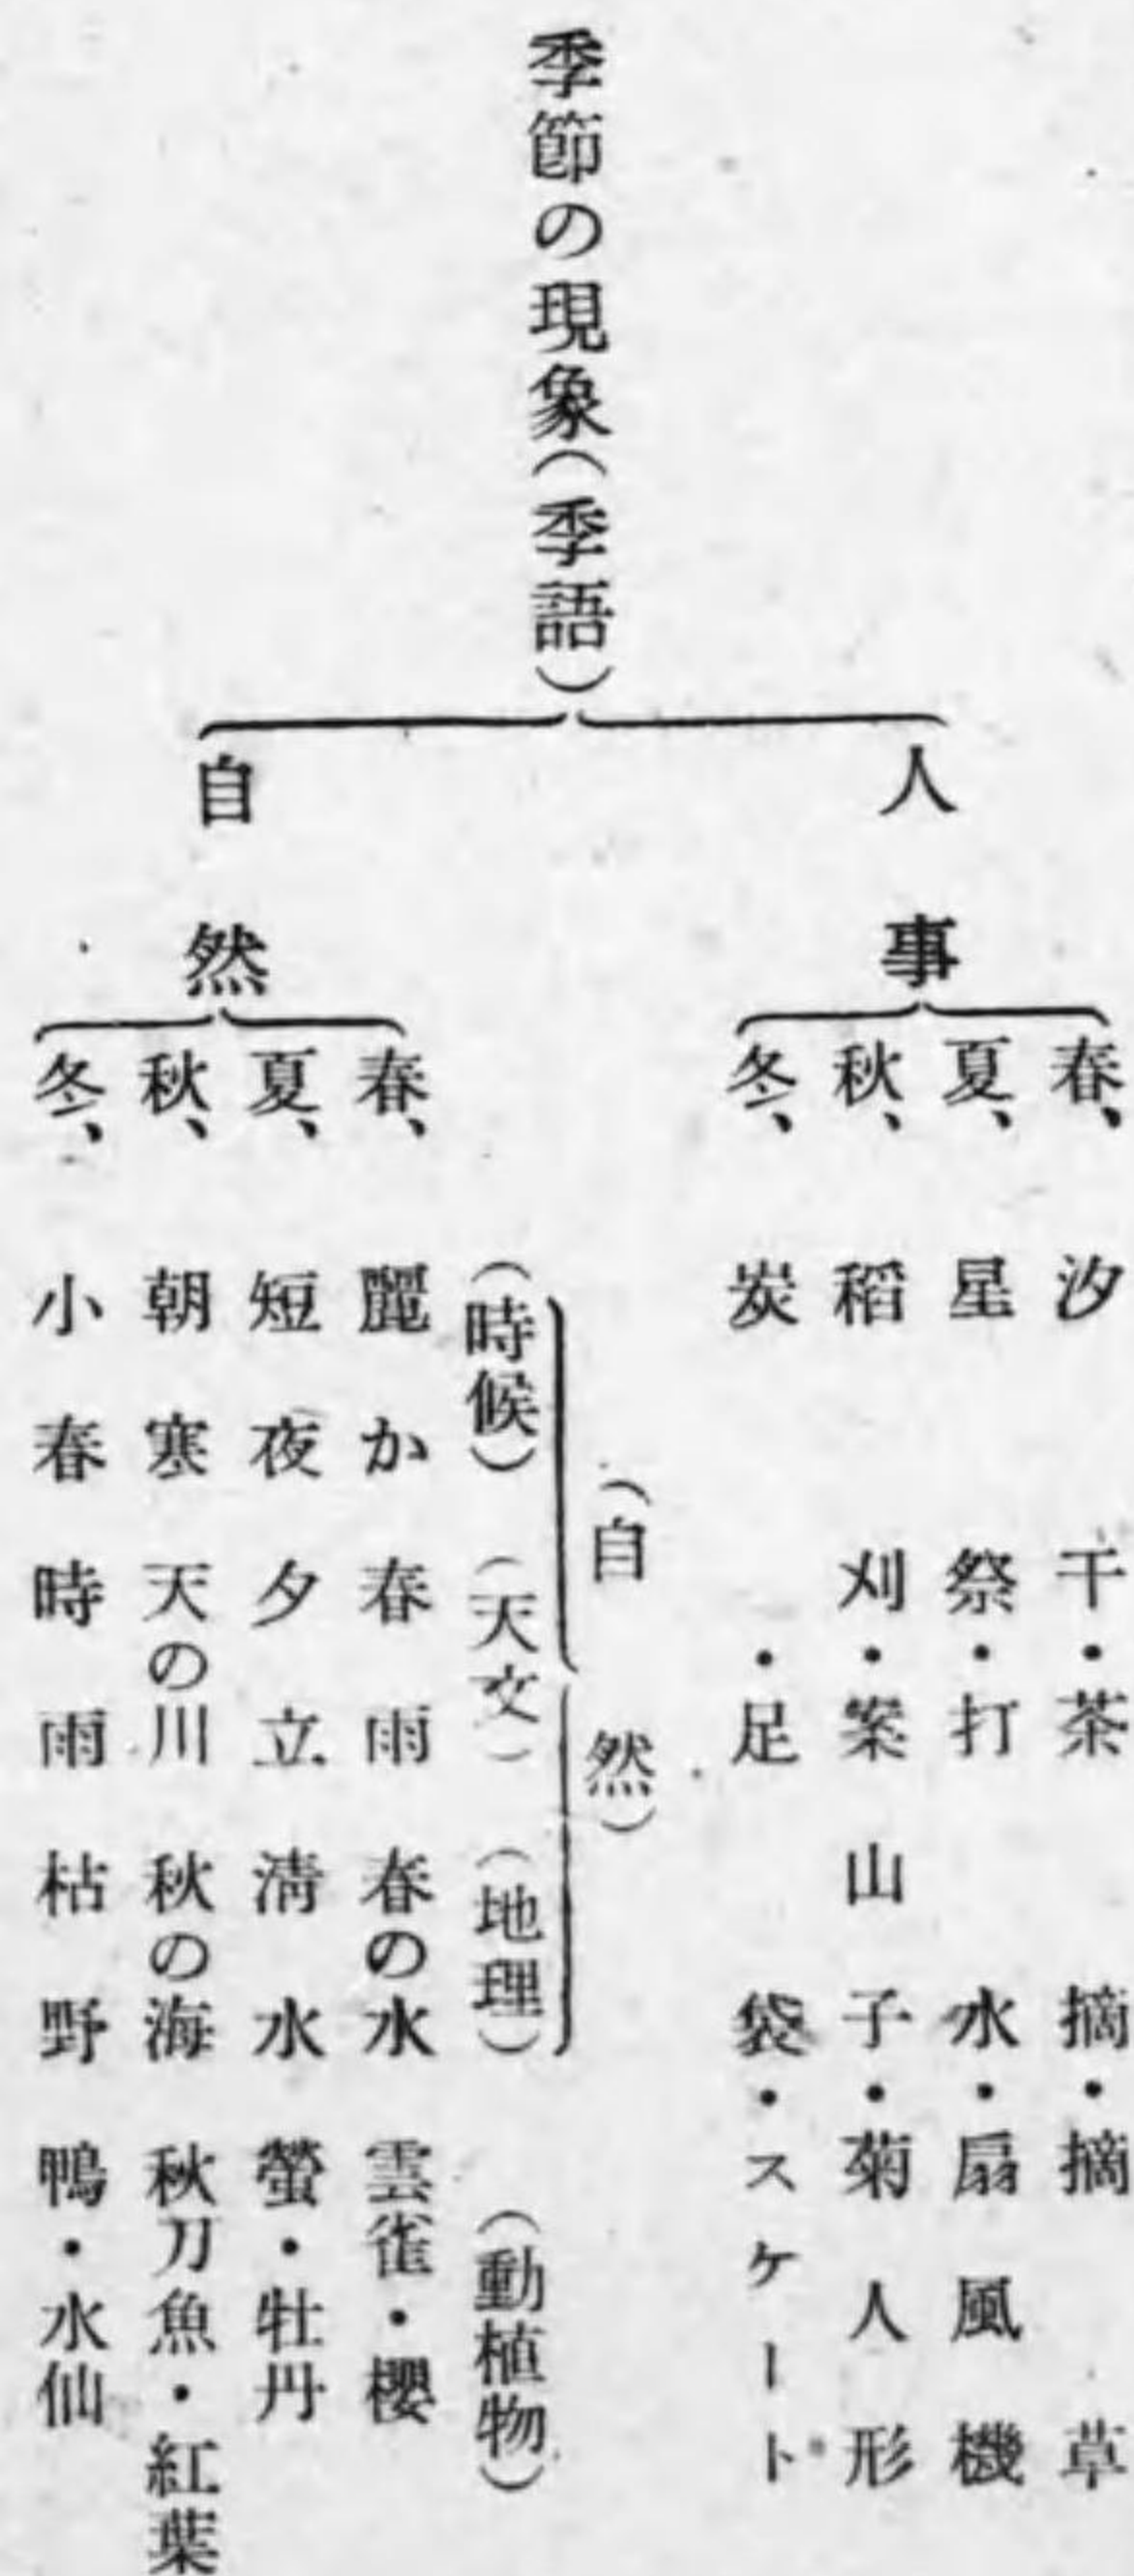 季節の現象（季語）
人事
春、汐干・茶摘・摘草
夏、星祭・打水・扇風機
秋、稻刈・案山子・菊人形
冬、炭・足袋・スケート
（自然）
（時候）（天文）（地理）（動植物）
自然
春、麗か 春雨 春の水 雲雀・櫻
夏、短夜 夕立 淸水 螢・牡丹
秋、朝寒 天の川 秋の海 秋刀魚・紅葉
冬、小春 時雨 枯野 鴨・水仙